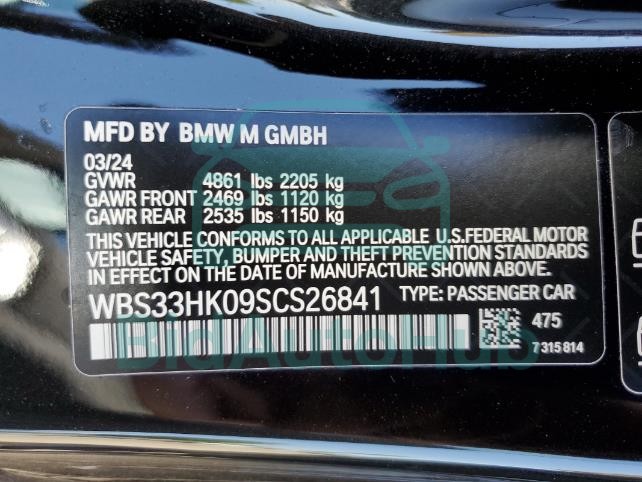 MFD BY BMW M GMBH
03/24
GVWR 4861 lbs 2205 kg
GAWR FRONT 2469 lbs 1120 kg
GAWR REAR 2535 lbs 1150 kg
THIS VEHICLE CONFORMS TO ALL APPLICABLE U.S.FEDERAL MOTOR
VEHICLE SAFETY, BUMPER AND THEFT PREVENTION STANDARDS
IN EFFECT ON THE DATE OF MANUFACTURE SHOWN ABOVE.
WBS33HK09SCS26841 TYPE: PASSENGER CAR
475
7 315 814
BidAutoHub